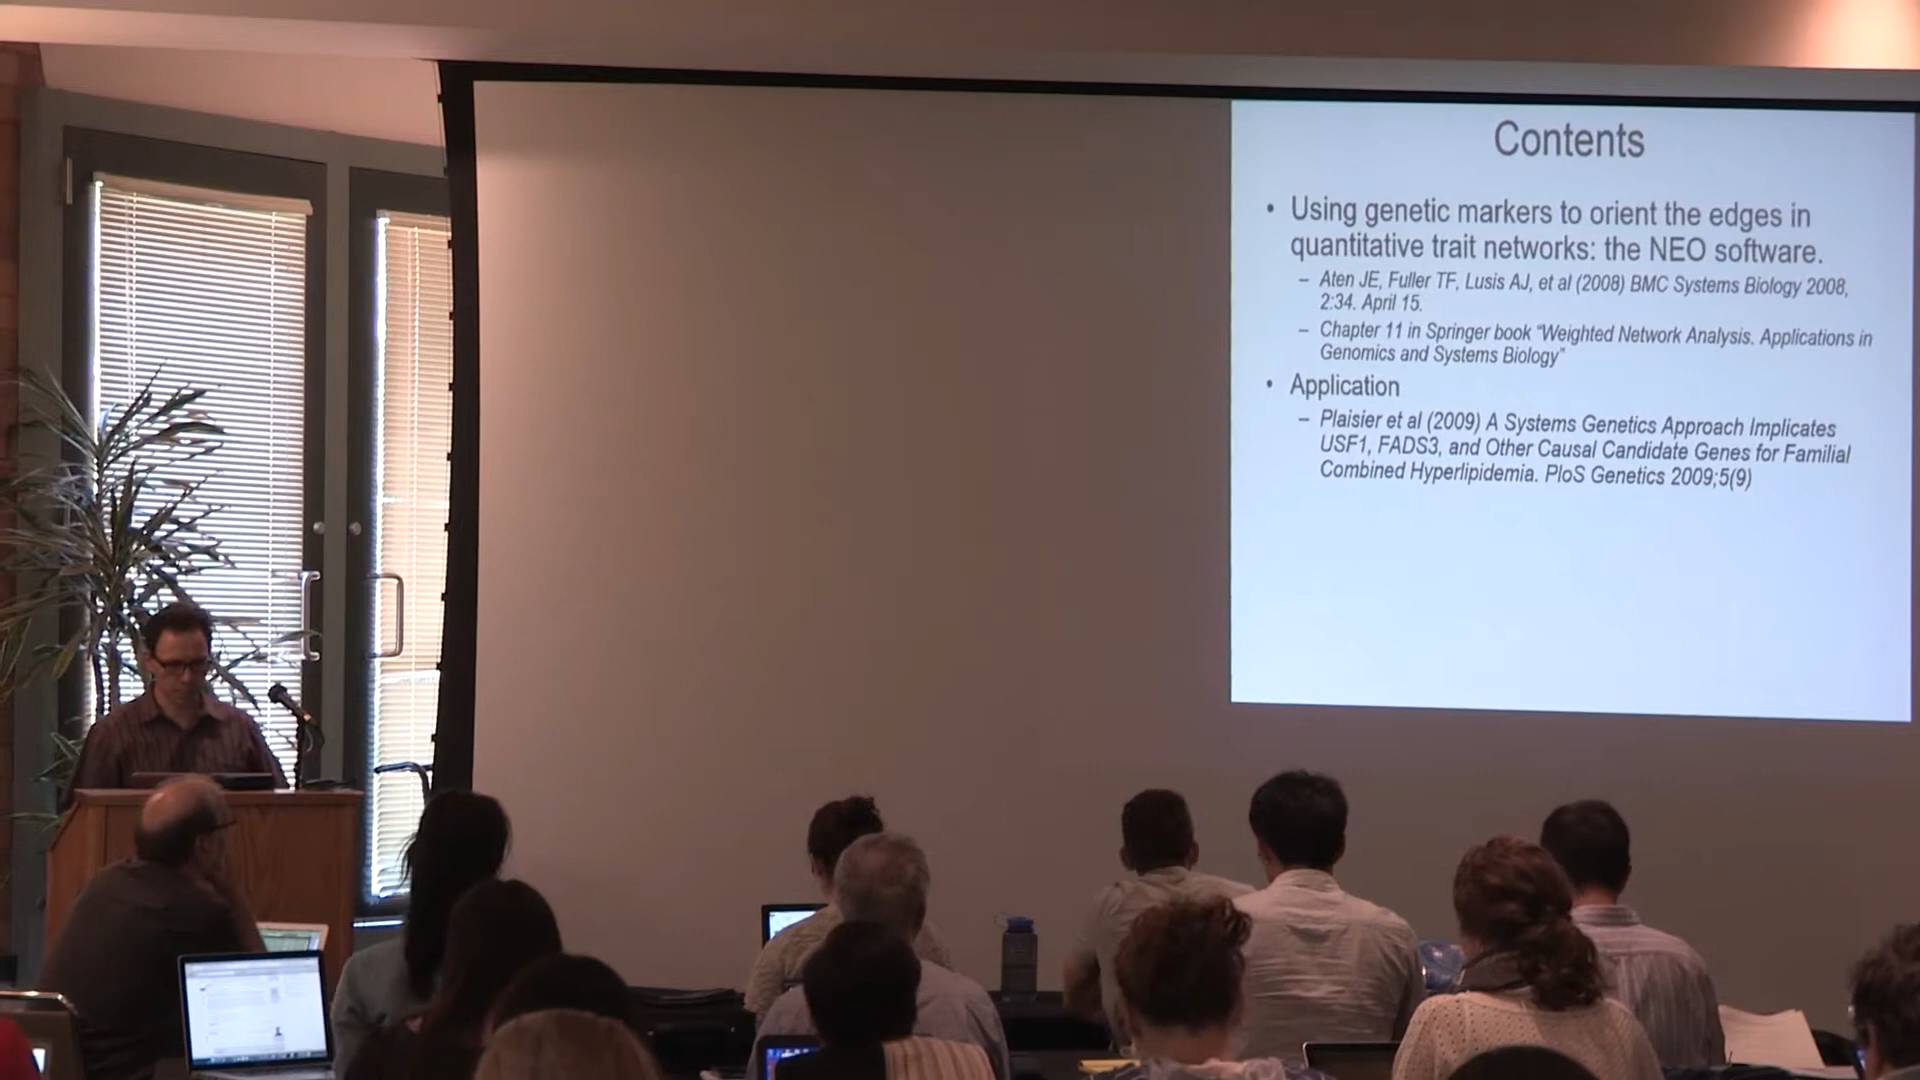 Contents
• Using genetic markers to orient the edges in
quantitative trait networks: the NEO software.
– Aten JE, Fuller TF, Lusis AJ, et al (2008) BMC Systems Biology 2008,
2:34. April 15.
– Chapter 11 in Springer book "Weighted Network Analysis. Applications in
Genomics and Systems Biology"
• Application
– Plaisier et al (2009) A Systems Genetics Approach Implicates
USF1, FADS3, and Other Causal Candidate Genes for Familial
Combined Hyperlipidemia. PloS Genetics 2009;5(9)